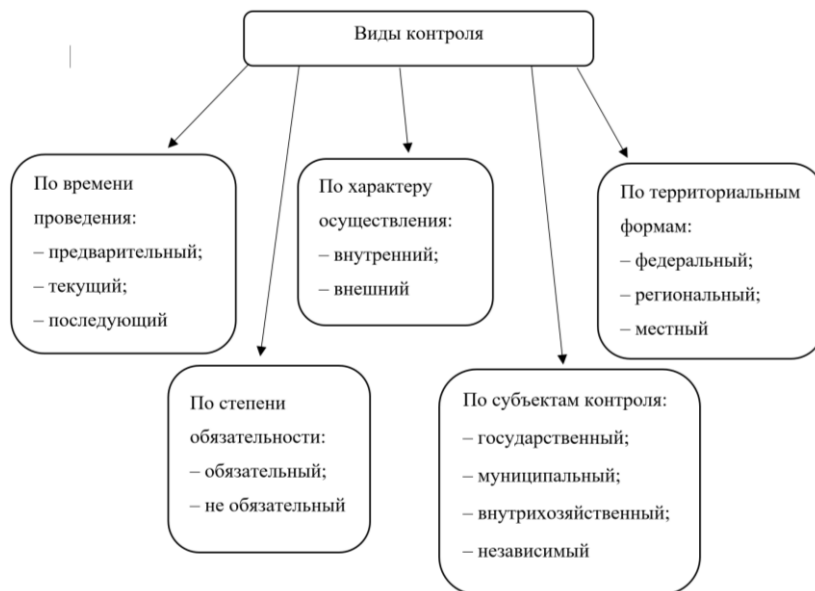 Виды контроля
По времени
проведения:
– предварительный;
– текущий;
– последующий
По характеру
осуществления:
– внутренний;
– внешний
По территориальным
формам:
– федеральный;
– региональный;
– местный
По степени
обязательности:
– обязательный;
– не обязательный
По субъектам контроля:
– государственный;
– муниципальный;
– внутрихозяйственный;
– независимый